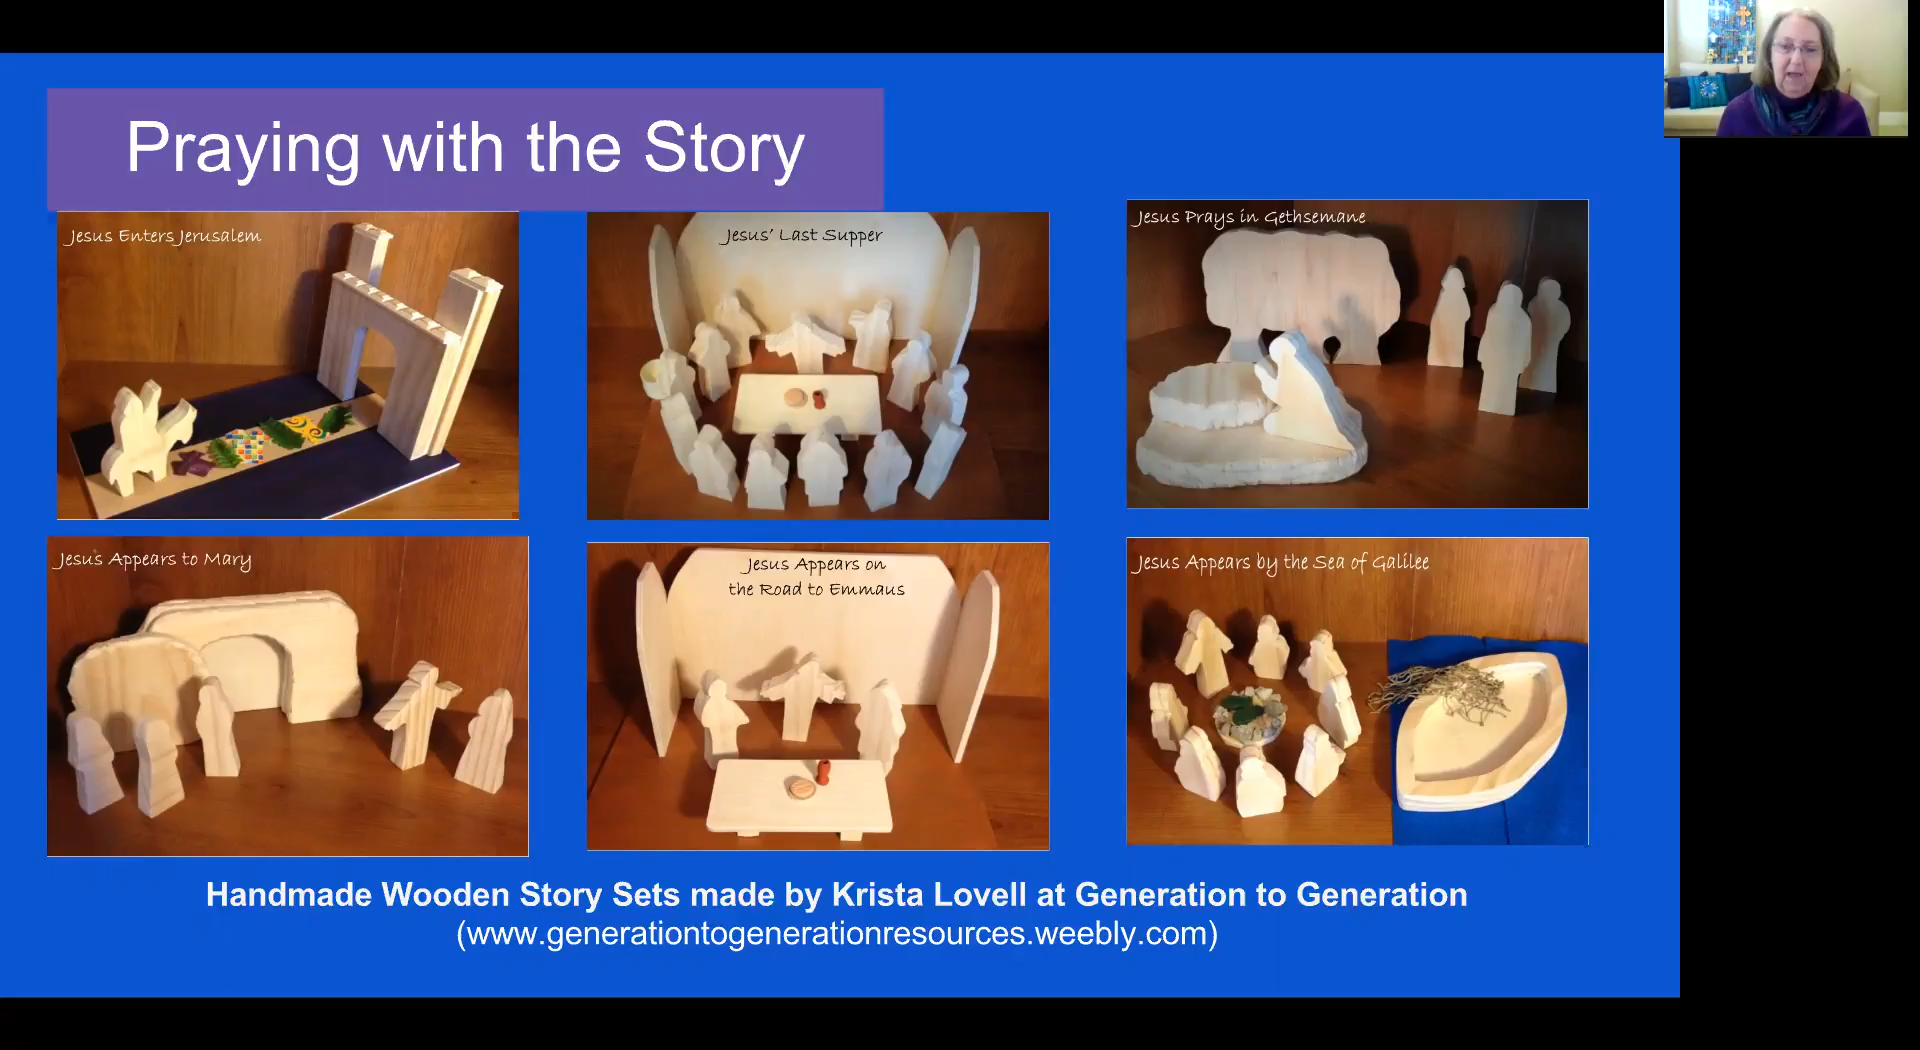 Praying with the Story
Jesus Enters Jerusalem
Jesus' Last Supper
Jesus Prays in Gethsemane
Jesus Appears to Mary
Jesus Appears on
the Road to Emmaus
Jesus Appears by the Sea of Galilee
Handmade Wooden Story Sets made by Krista Lovell at Generation to Generation
(www.generationtogenerationresources.weebly.com)